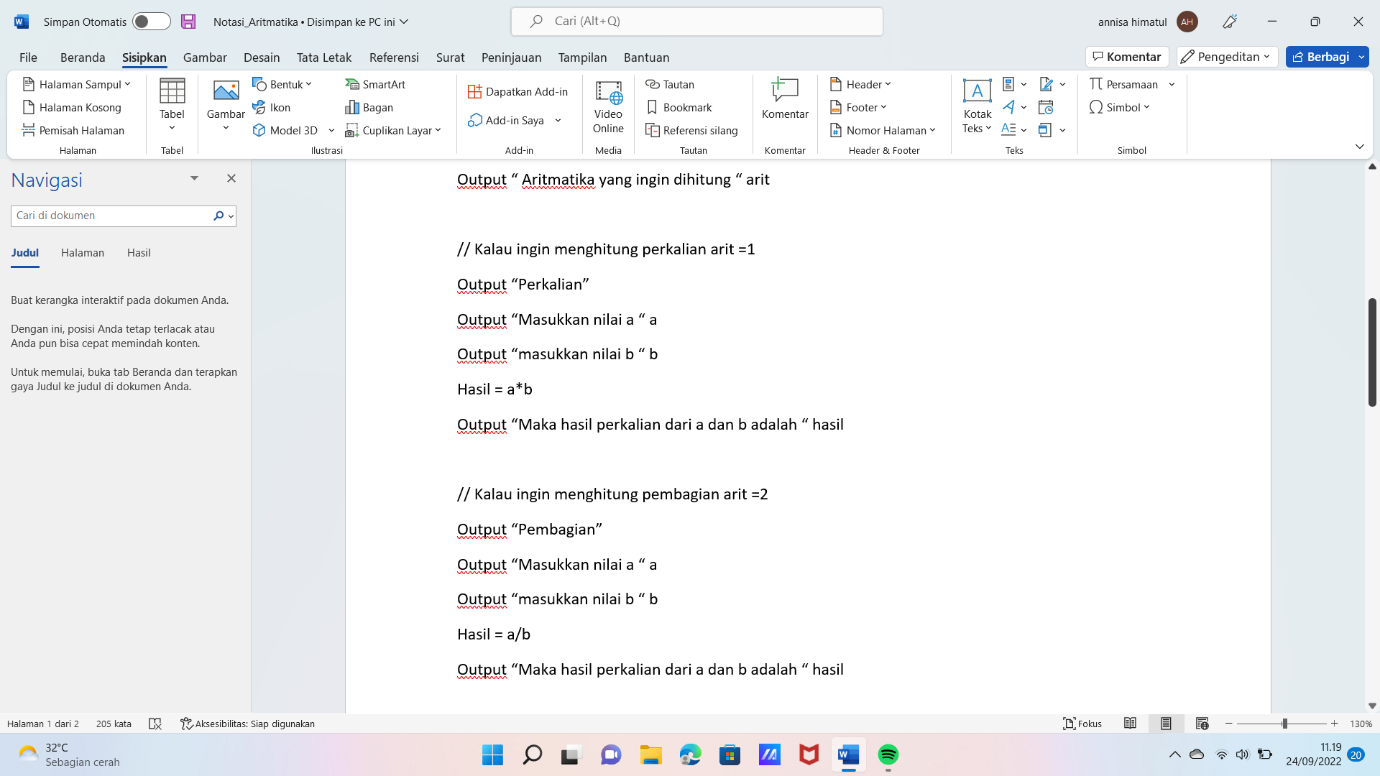 Simpan Otomatis
Notasi_Aritmatika • Disimpan ke PC ini
Cari (Alt+Q)
annisa himatul
AH
File Beranda Sisipkan Gambar Desain Tata Letak Referensi Surat Peninjauan Tampilan Bantuan
Komentar
Pengeditan
Berbagi
Halaman Sampul
Halaman Kosong
Pemisah Halaman
Halaman
Tabel
Tabel
Gambar
Bentuk
Ikon
Model 3D
SmartArt
Bagan
Cuplikan Layar
Ilustrasi
Dapatkan Add-in
Add-in Saya
Add-in
Video
Online
Media
Tautan
Bookmark
Referensi silang
Tautan
Komentar
Komentar
Header
Footer
Nomor Halaman
Header & Footer
Kotak
Teks
Teks
Persamaan
Simbol
Simbol
Navigasi
Cari di dokumen
Judul Halaman Hasil
Buat kerangka interaktif pada dokumen Anda.
Dengan ini, posisi Anda tetap terlacak atau
Anda pun bisa cepat memindah konten.
Untuk memulai, buka tab Beranda dan terapkan
gaya Judul ke judul di dokumen Anda.
Output “ Aritmatika yang ingin dihitung “ arit
// Kalau ingin menghitung perkalian arit =1
Output “Perkalian”
Output “Masukkan nilai a “ a
Output “masukkan nilai b “ b
Hasil = a*b
Output “Maka hasil perkalian dari a dan b adalah “ hasil
// Kalau ingin menghitung pembagian arit =2
Output “Pembagian”
Output “Masukkan nilai a “ a
Output “masukkan nilai b “ b
Hasil = a/b
Output “Maka hasil perkalian dari a dan b adalah “ hasil
Halaman 1 dari 2
205 kata
Aksesibilitas: Siap digunakan
Fokus
130%
32°C
Sebagian cerah
11.19
24/09/2022
20